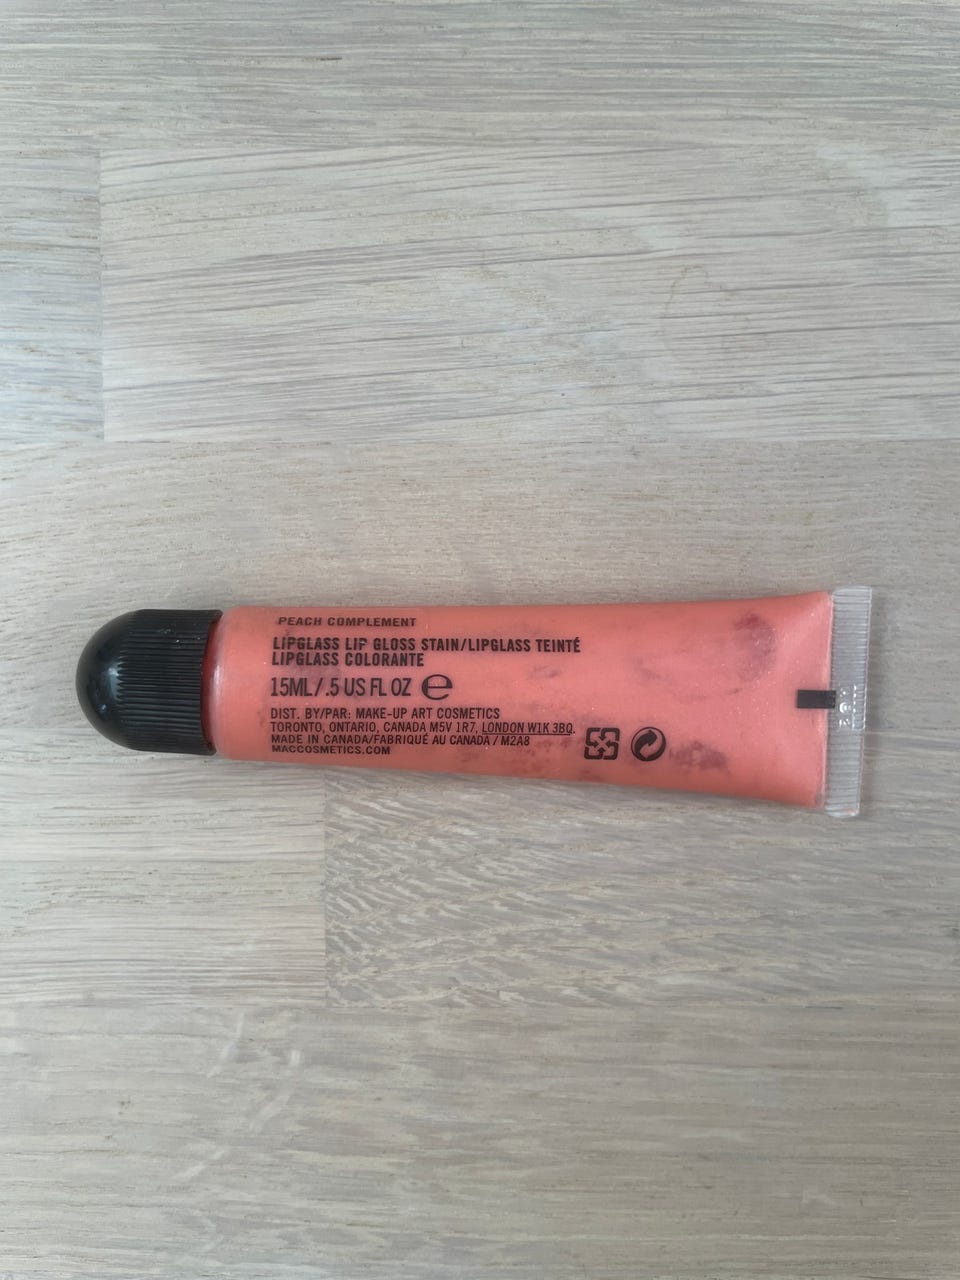 PEACH COMPLEMENT
LIPGLASS LIP GLOSS STAIN/LIPGLASS TEINTÉ
LIPGLASS COLORANTE
15ML/.5 US FL OZ ℮
DIST. BY/PAR: MAKE-UP ART COSMETICS
TORONTO, ONTARIO, CANADA M5V 1R7, LONDON W1K 3BQ.
MADE IN CANADA/FABRIQUÉ AU CANADA / M2A8
MACCOSMETICS.COM